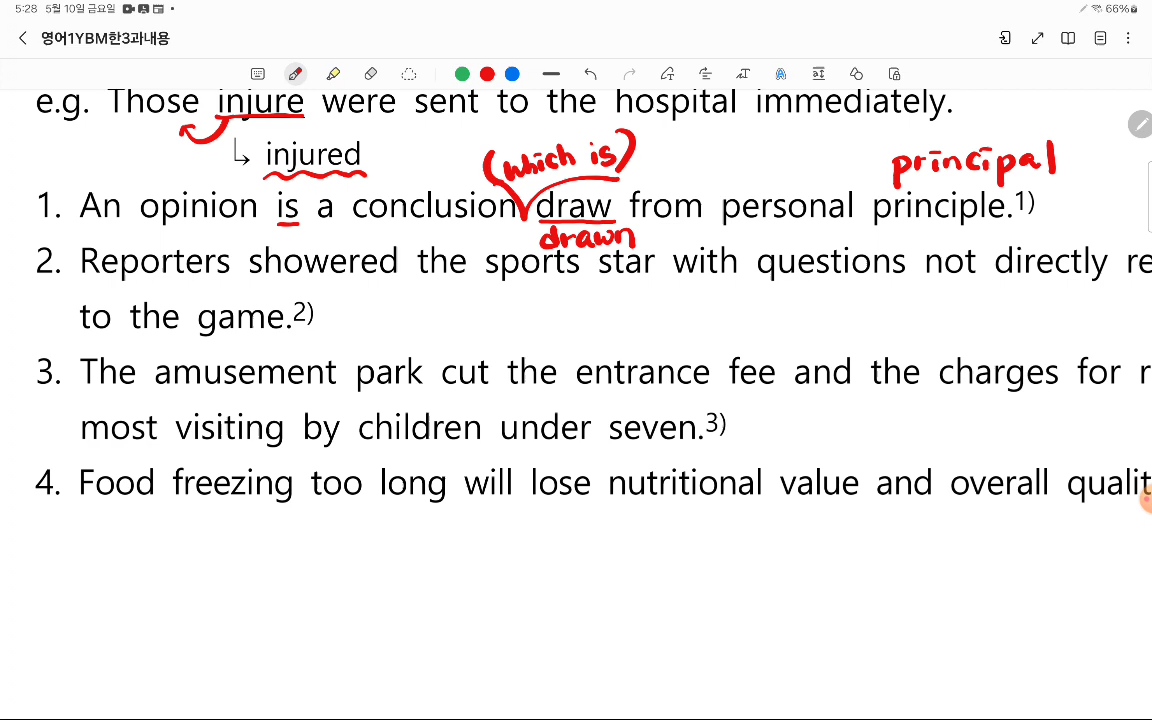 5:28 5월 10일 금요일
66%
영어1YBM한3과내용
e.g. Those injure were sent to the hospital immediately.
↳ injured
(which is)
principal
1. An opinion is a conclusion draw from personal principle.1)
drawn
2. Reporters showered the sports star with questions not directly re
to the game.2)
3. The amusement park cut the entrance fee and the charges for r
most visiting by children under seven.3)
4. Food freezing too long will lose nutritional value and overall qualit